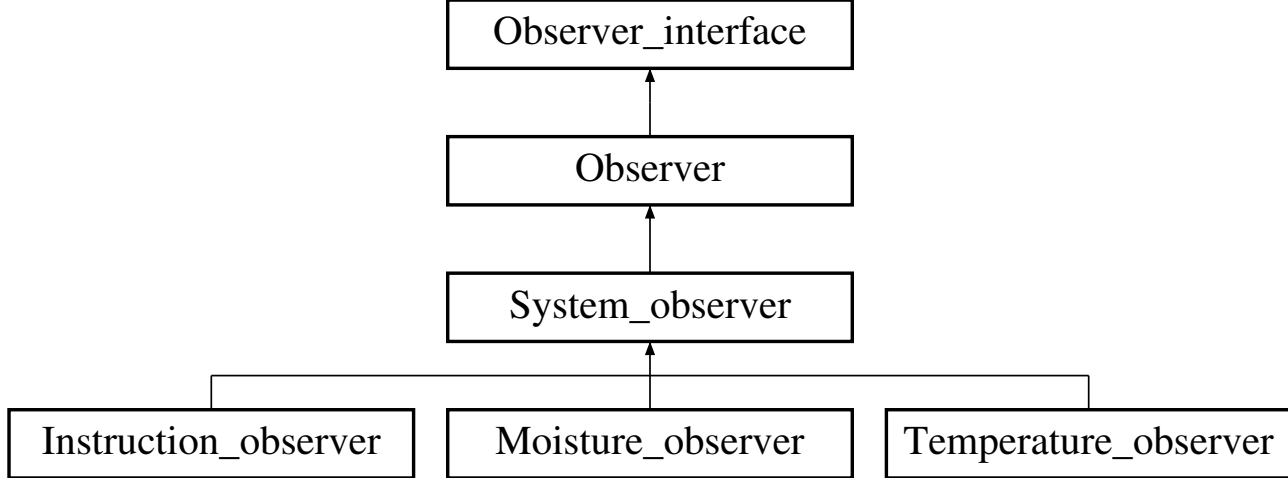 Observer_interface
Observer
System_observer
Instruction_observer
Moisture_observer
Temperature_observer